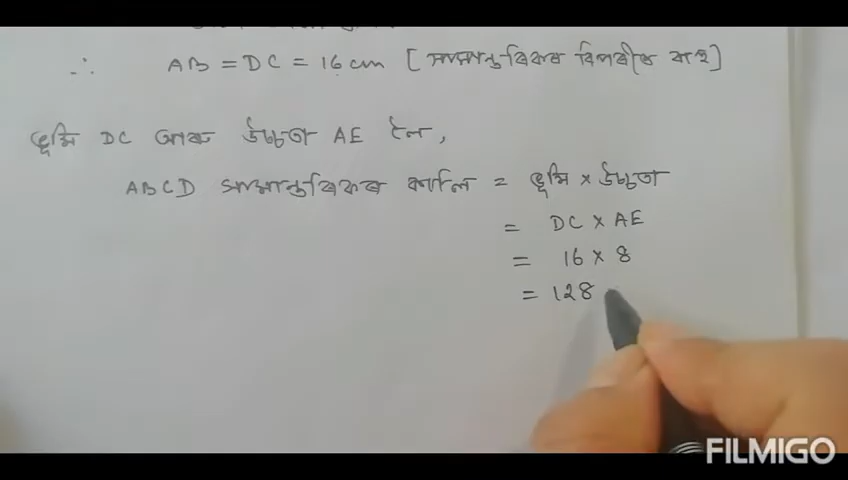 ∴ AB = DC = 16 cm [সামান্তৰিকৰ বিপৰীত বাহু]
ভূমি DC আৰু উচ্চতা AE হলে,
ABCD সামান্তৰিকৰ কালি = ভূমি × উচ্চতা
= DC × AE
= 16 × 8
= 128
FILMIGO